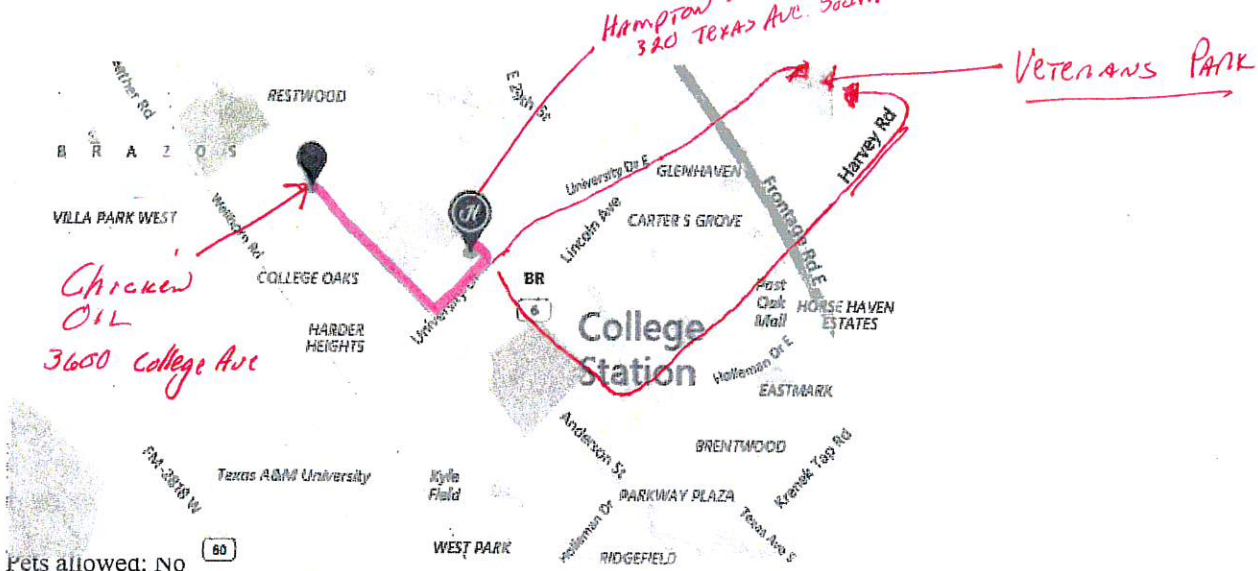 HAMPTON
320 TEXAS AVE. SOUTH
VETERANS PARK
RESTWOOD
E 29th St
B R A Z O S
University Dr E
GLENHAVEN
Harvey Rd
VILLA PARK WEST
Wellborn Rd
Lincoln Ave
CARTER S GROVE
Frontage Rd E
H
Chicken
OIL
3600 College Ave
COLLEGE OAKS
University Dr
BR
6
HARDER
HEIGHTS
College
Station
Post
Oak
Mall
HORSE HAVEN
ESTATES
Holleman Dr E
EASTMARK
Anderson St
BRENTWOOD
FM-2818 W
Texas A&M University
Kyle
Field
PARKWAY PLAZA
Krenek Tap Rd
Holleman Dr
Texas Ave S
60
WEST PARK
RIDGEFIELD
Pets allowed: No